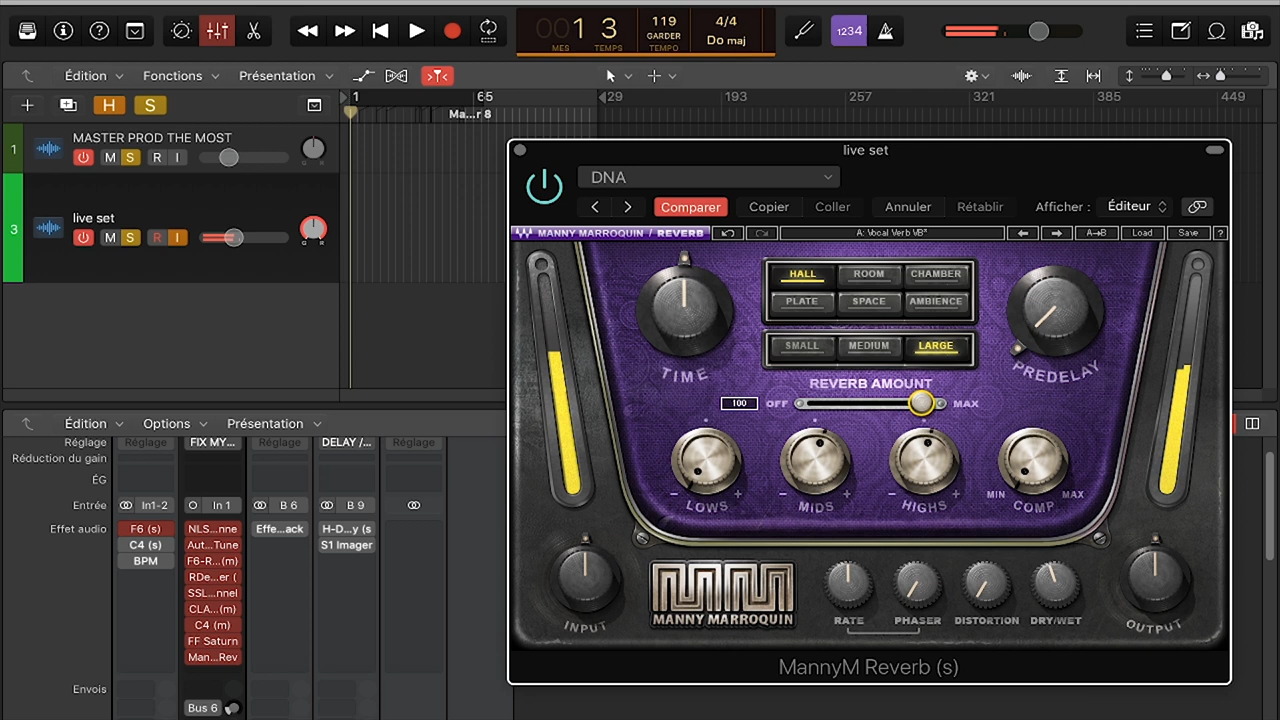 001 3
119
4/4
GARDER
Do maj
MES
TEMPS
TEMPO
1234
Édition
Fonctions
Présentation
H
S
1
65
129
193
257
321
385
449
Ma...r 8
1
MASTER PROD THE MOST
M S R I
3
live set
M S R I
live set
DNA
Comparer
Copier
Coller
Annuler
Rétablir
Afficher :
Éditeur
MANNY MARROQUIN / REVERB
A: Vocal Verb VB*
A→B
Load
Save
?
HALL
ROOM
CHAMBER
PLATE
SPACE
AMBIENCE
SMALL
MEDIUM
LARGE
TIME
PREDELAY
REVERB AMOUNT
100
OFF
MAX
LOWS
MIDS
HIGHS
MIN
MAX
COMP
INPUT
MANNY MARROQUIN
RATE
PHASER
DISTORTION
DRY/WET
OUTPUT
MannyM Reverb (s)
Édition
Options
Présentation
Réglage
Réglage
FIX MY...
Réglage
DELAY /...
Réglage
Réduction du gain
ÉG
Entrée
In1-2
In 1
B 6
B 9
Effet audio
F6 (s)
C4 (s)
BPM
NLS...nne
Aut...Tune
F6-R...(m)
RDe...er (
SSL...nnel
CLA...(m)
C4 (m)
FF Saturn
Man...Rev
Effe...ack
H-D...y (s
S1 Imager
Envois
Bus 6